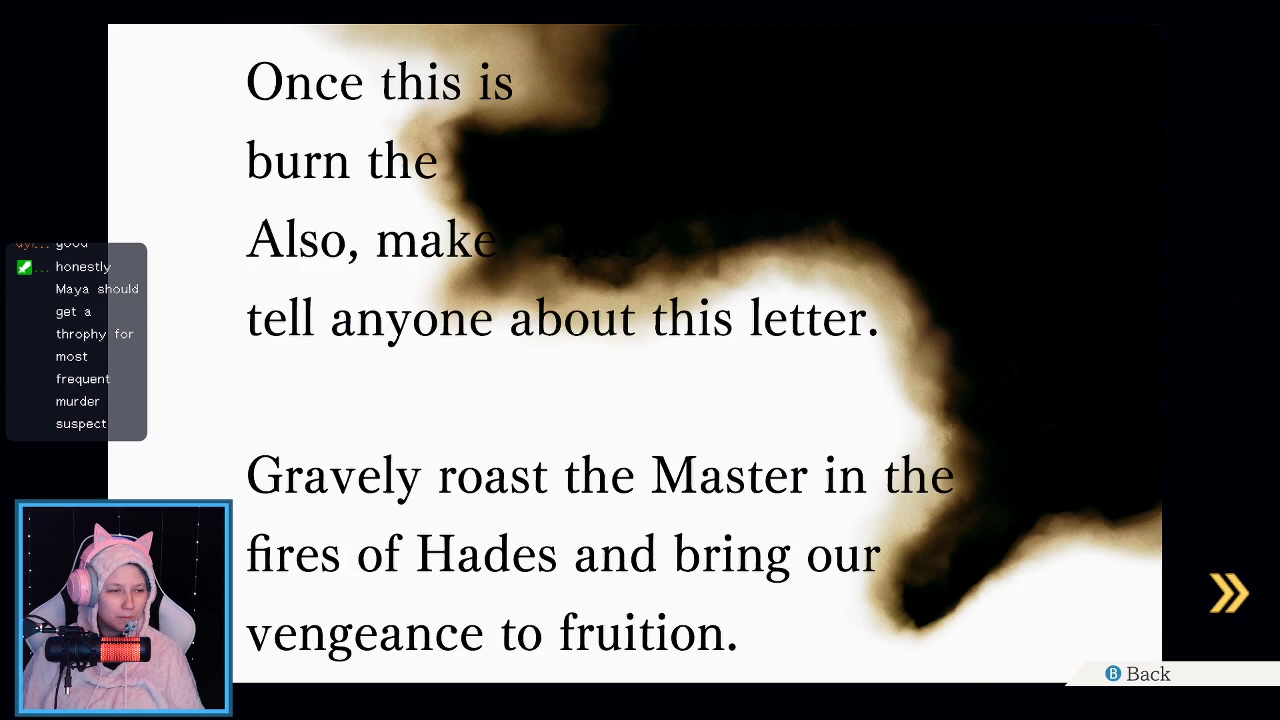 Once this is
burn the
Also, make
tell anyone about this letter.
Gravely roast the Master in the
fires of Hades and bring our
vengeance to fruition.
good
honestly
Maya should
get a
throphy for
most
frequent
murder
suspect
B Back